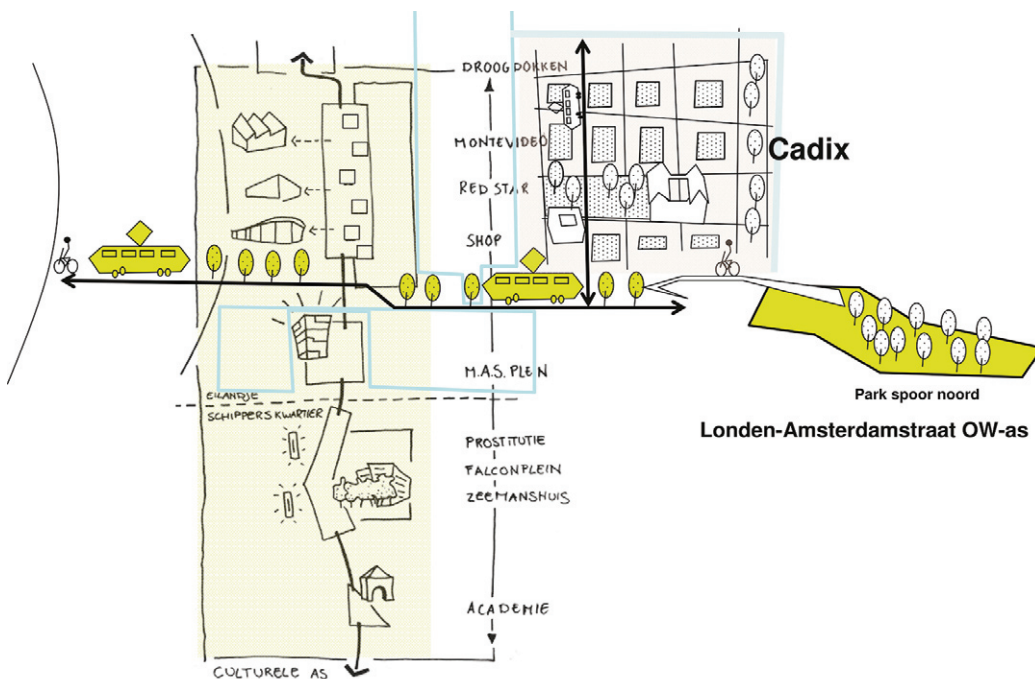 DROOGDOKKEN
MONTEVIDEO
Cadix
RED STAR
SHOP
M.A.S. PLEIN
EILANDJE
SCHIPPERSKWARTIER
Park spoor noord
Londen-Amsterdamstraat OW-as
PROSTITUTIE
FALCONPLEIN
ZEEMANSHUIS
ACADEMIE
CULTURELE AS